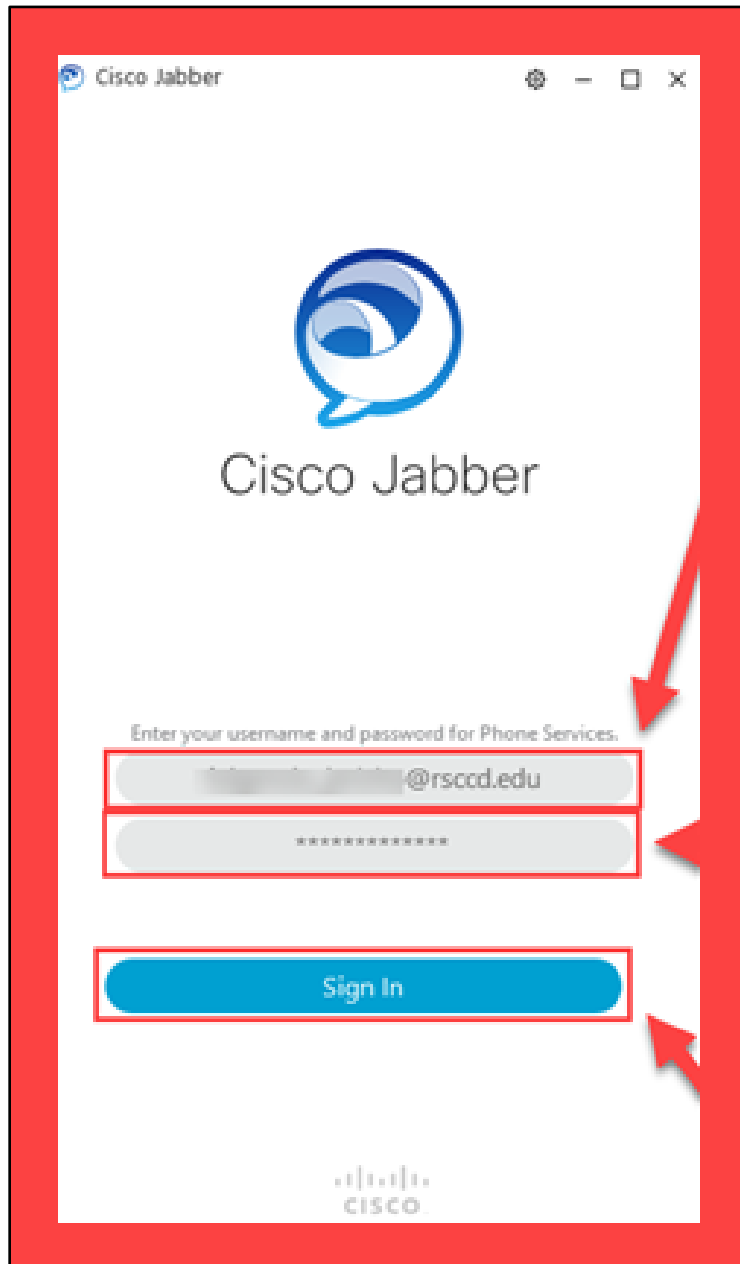 Cisco Jabber
Cisco Jabber
Enter your username and password for Phone Services.
@rsccd.edu
*************
Sign In
CISCO